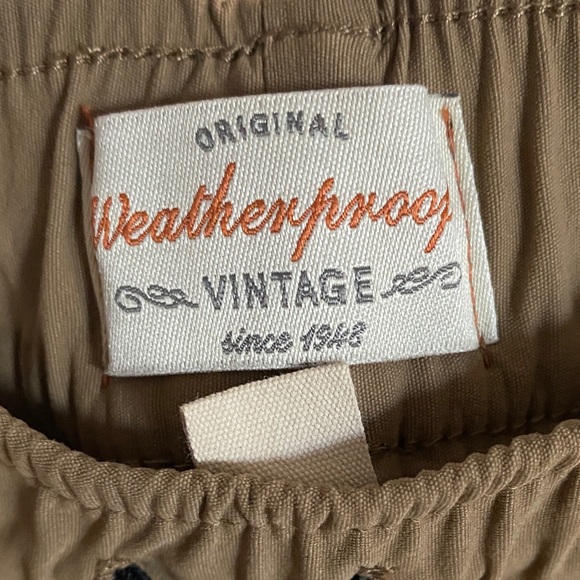 ORIGINAL
Weatherproof
VINTAGE
since 1948